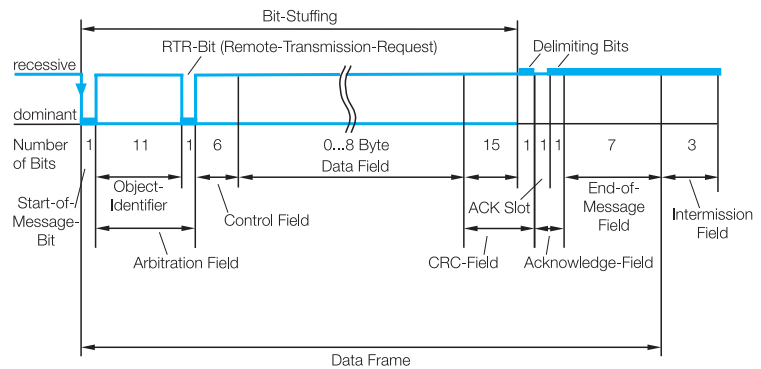 Bit-Stuffing
RTR-Bit (Remote-Transmission-Request)
Delimiting Bits
recessive
dominant
Number
of Bits
1
11
1
6
0...8 Byte
15
1
1
1
7
3
Data Field
Start-of-
Message-
Bit
Object-
Identifier
Control Field
ACK Slot
End-of-
Message
Field
Intermission
Field
Arbitration Field
CRC-Field
Acknowledge-Field
Data Frame